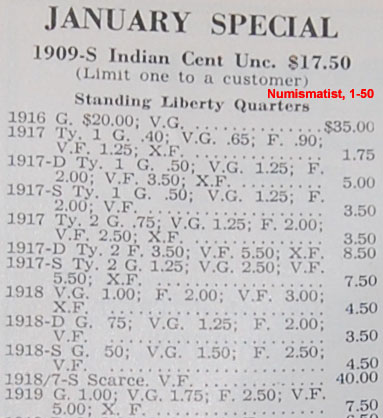 JANUARY SPECIAL
1909-S Indian Cent Unc. $17.50
(Limit one to a customer)
Numismatist, 1-50
Standing Liberty Quarters
1916 G. $20.00; V.G. ..............$35.00
1917 Ty. 1 G. .40; V.G. .65; F. .90;
V.F. 1.25; X.F. .............. 1.75
1917-D Ty. 1 G. .50; V.G. 1.25; F.
2.00; V.F. 3.50; X.F. .......... 5.00
1917-S Ty. 1 G. .50; V.G. 1.25; F.
2.00; V.F. .............. 3.50
1917 Ty. 2 G. .75; V.G. 1.25; F. 2.00;
V.F. 2.50; X.F. .............. 3.50
1917-D Ty. 2 F. 3.50; V.F. 5.50; X.F. 8.50
1917-S Ty. 2 G. 1.25; V.G. 2.50; V.F.
5.50; X.F. .............. 7.50
1918 V.G. 1.00; F. 2.00; V.F. 3.00;
X.F. .............. 4.50
1918-D G. 75; V.G. 1.25; F. 2.00;
V.F. .............. 3.50
1918-S G. 50; V.G. 1.50; F. 2.50;
V.F. .............. 4.50
1918/7-S Scarce. V.F. .......... 40.00
1919 G. 1.00; V.G. 1.75; F. 2.50; V.F.
5.00; X.F. .............. 7.50